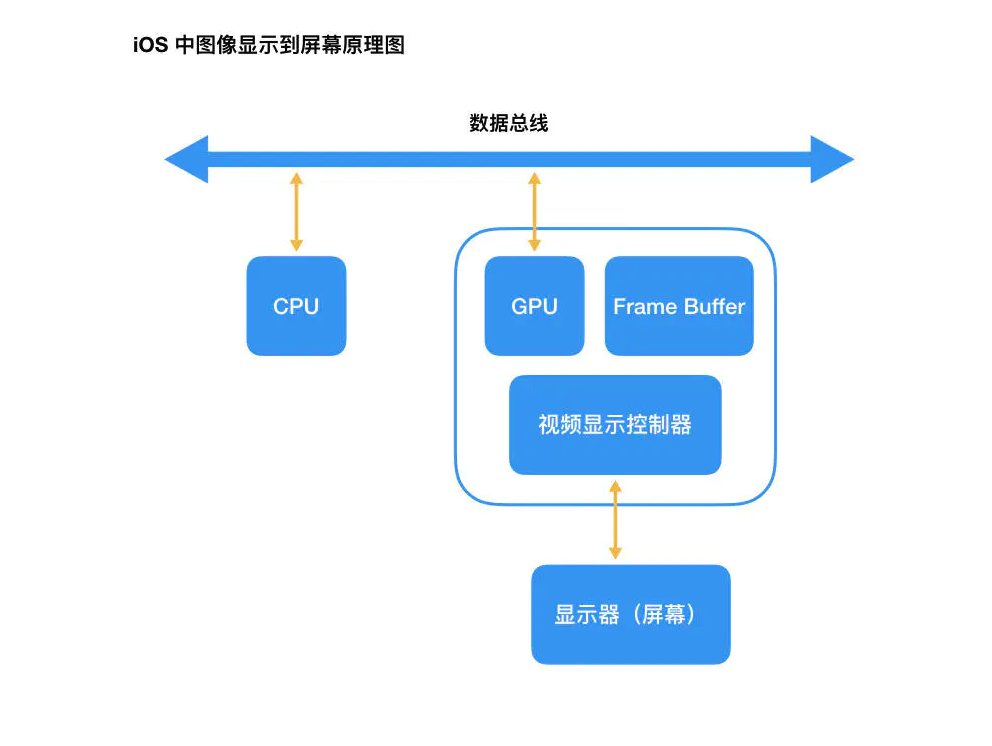 iOS 中图像显示到屏幕原理图
数据总线
CPU
GPU
Frame Buffer
视频显示控制器
显示器（屏幕）